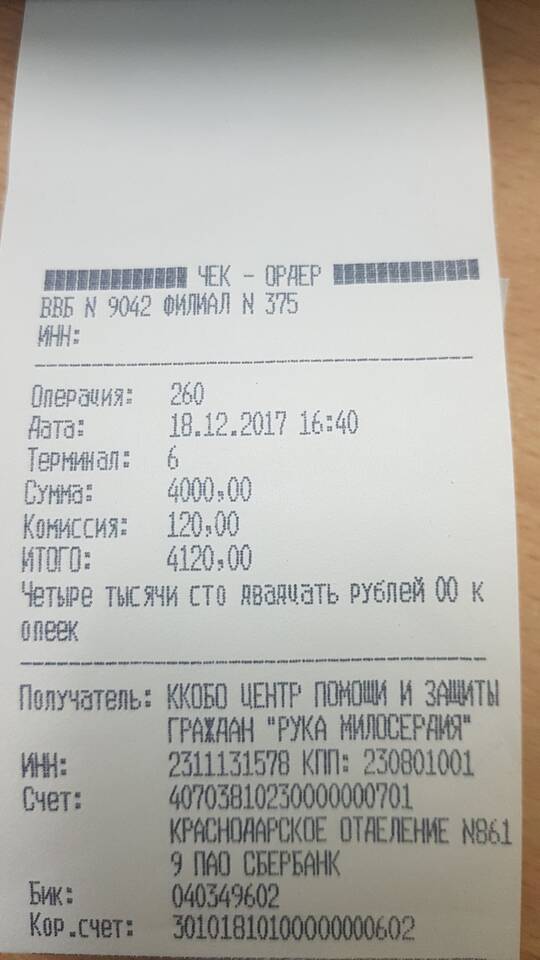 ЧЕК - ОРДЕР
ВВБ N 9042 ФИЛИАЛ N 375
ИНН:
Операция: 260
Дата: 18.12.2017 16:40
Терминал: 6
Сумма: 4000,00
Комиссия: 120,00
ИТОГО: 4120,00
Четыре тысячи сто двадцать рублей 00 к
опеек
Получатель: ККОБО ЦЕНТР ПОМОЩИ И ЗАЩИТЫ
ГРАЖДАН "РУКА МИЛОСЕРДИЯ"
ИНН: 2311131578 КПП: 230801001
Счет: 40703810230000000701
КРАСНОДАРСКОЕ ОТДЕЛЕНИЕ N861
9 ПАО СБЕРБАНК
Бик: 040349602
Кор.счет: 30101810100000000602